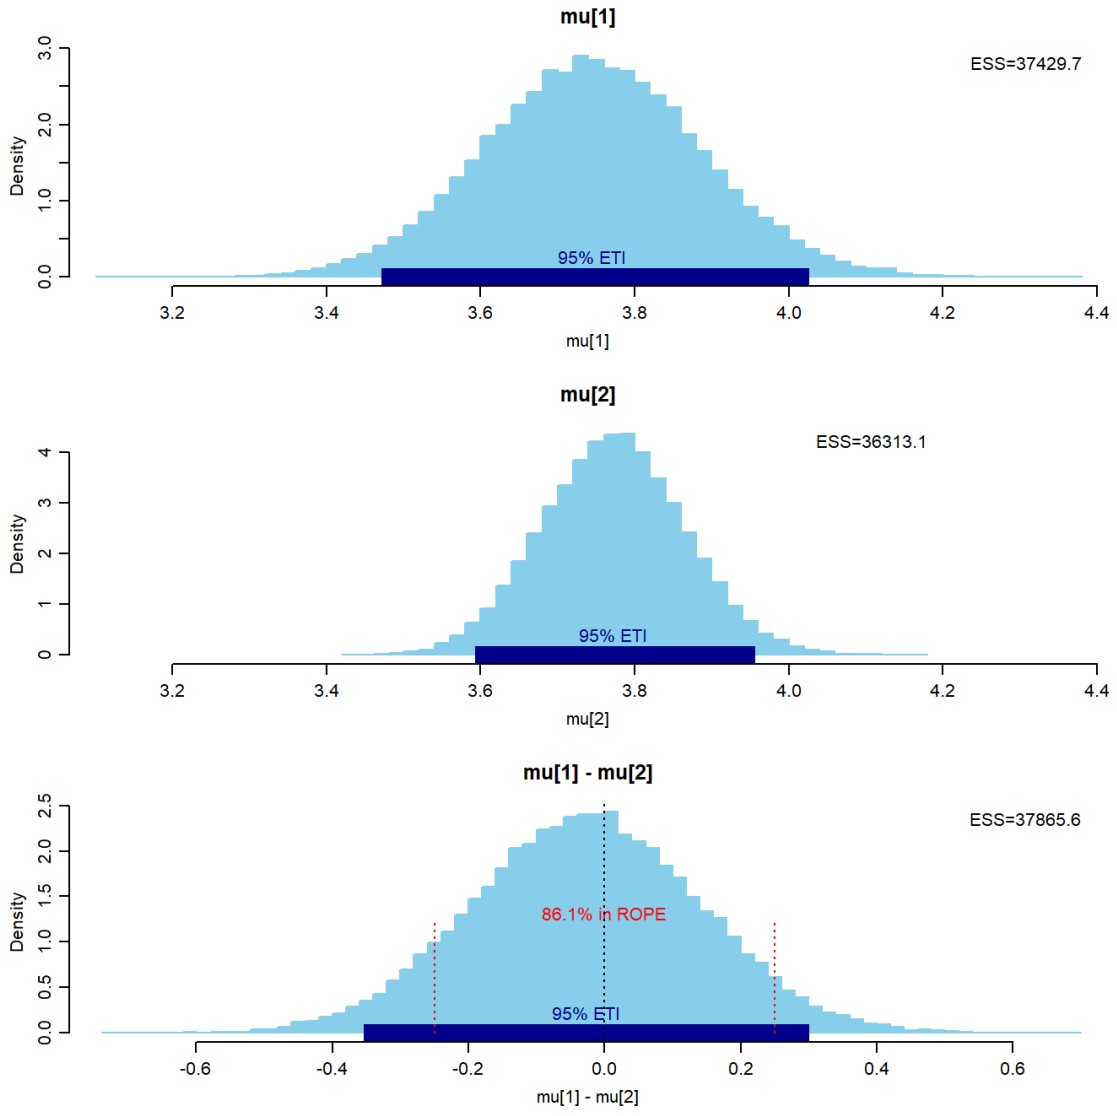 mu[1]
ESS=37429.7
Density
0.0 1.0 2.0 3.0
95% ETI
3.2 3.4 3.6 3.8 4.0 4.2 4.4
mu[1]
mu[2]
ESS=36313.1
Density
0 1 2 3 4
95% ETI
3.2 3.4 3.6 3.8 4.0 4.2 4.4
mu[2]
mu[1] - mu[2]
ESS=37865.6
Density
0.0 0.5 1.0 1.5 2.0 2.5
86.1% in ROPE
95% ETI
-0.6 -0.4 -0.2 0.0 0.2 0.4 0.6
mu[1] - mu[2]